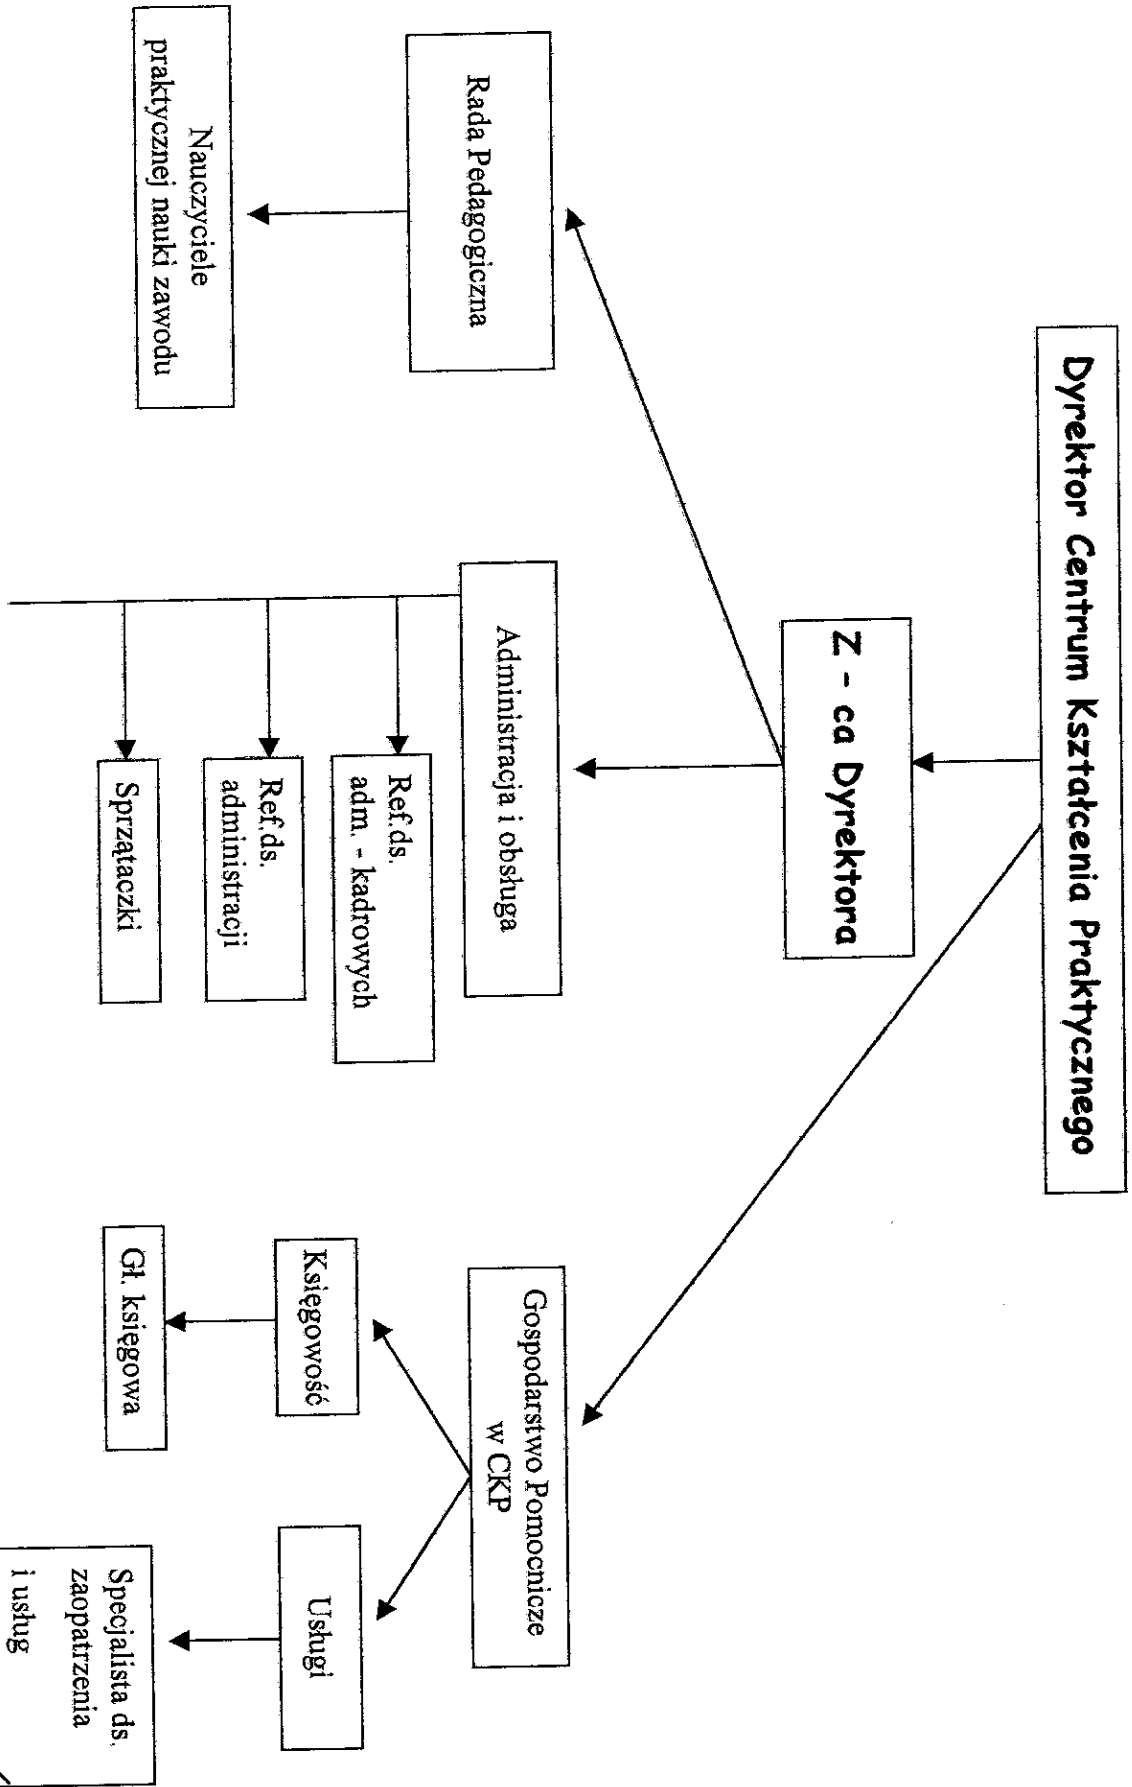 Dyrektor Centrum Kształcenia Praktycznego
Z - ca Dyrektora
Rada Pedagogiczna
Administracja i obsługa
Gospodarstwo Pomocnicze
w CKP
Nauczyciele
praktycznej nauki zawodu
Ref.ds.
adm. - kadrowych
Ref.ds.
administracji
Sprzątaczki
Księgowość
Gł. księgowa
Usługi
Specjalista ds.
zaopatrzenia
i usług